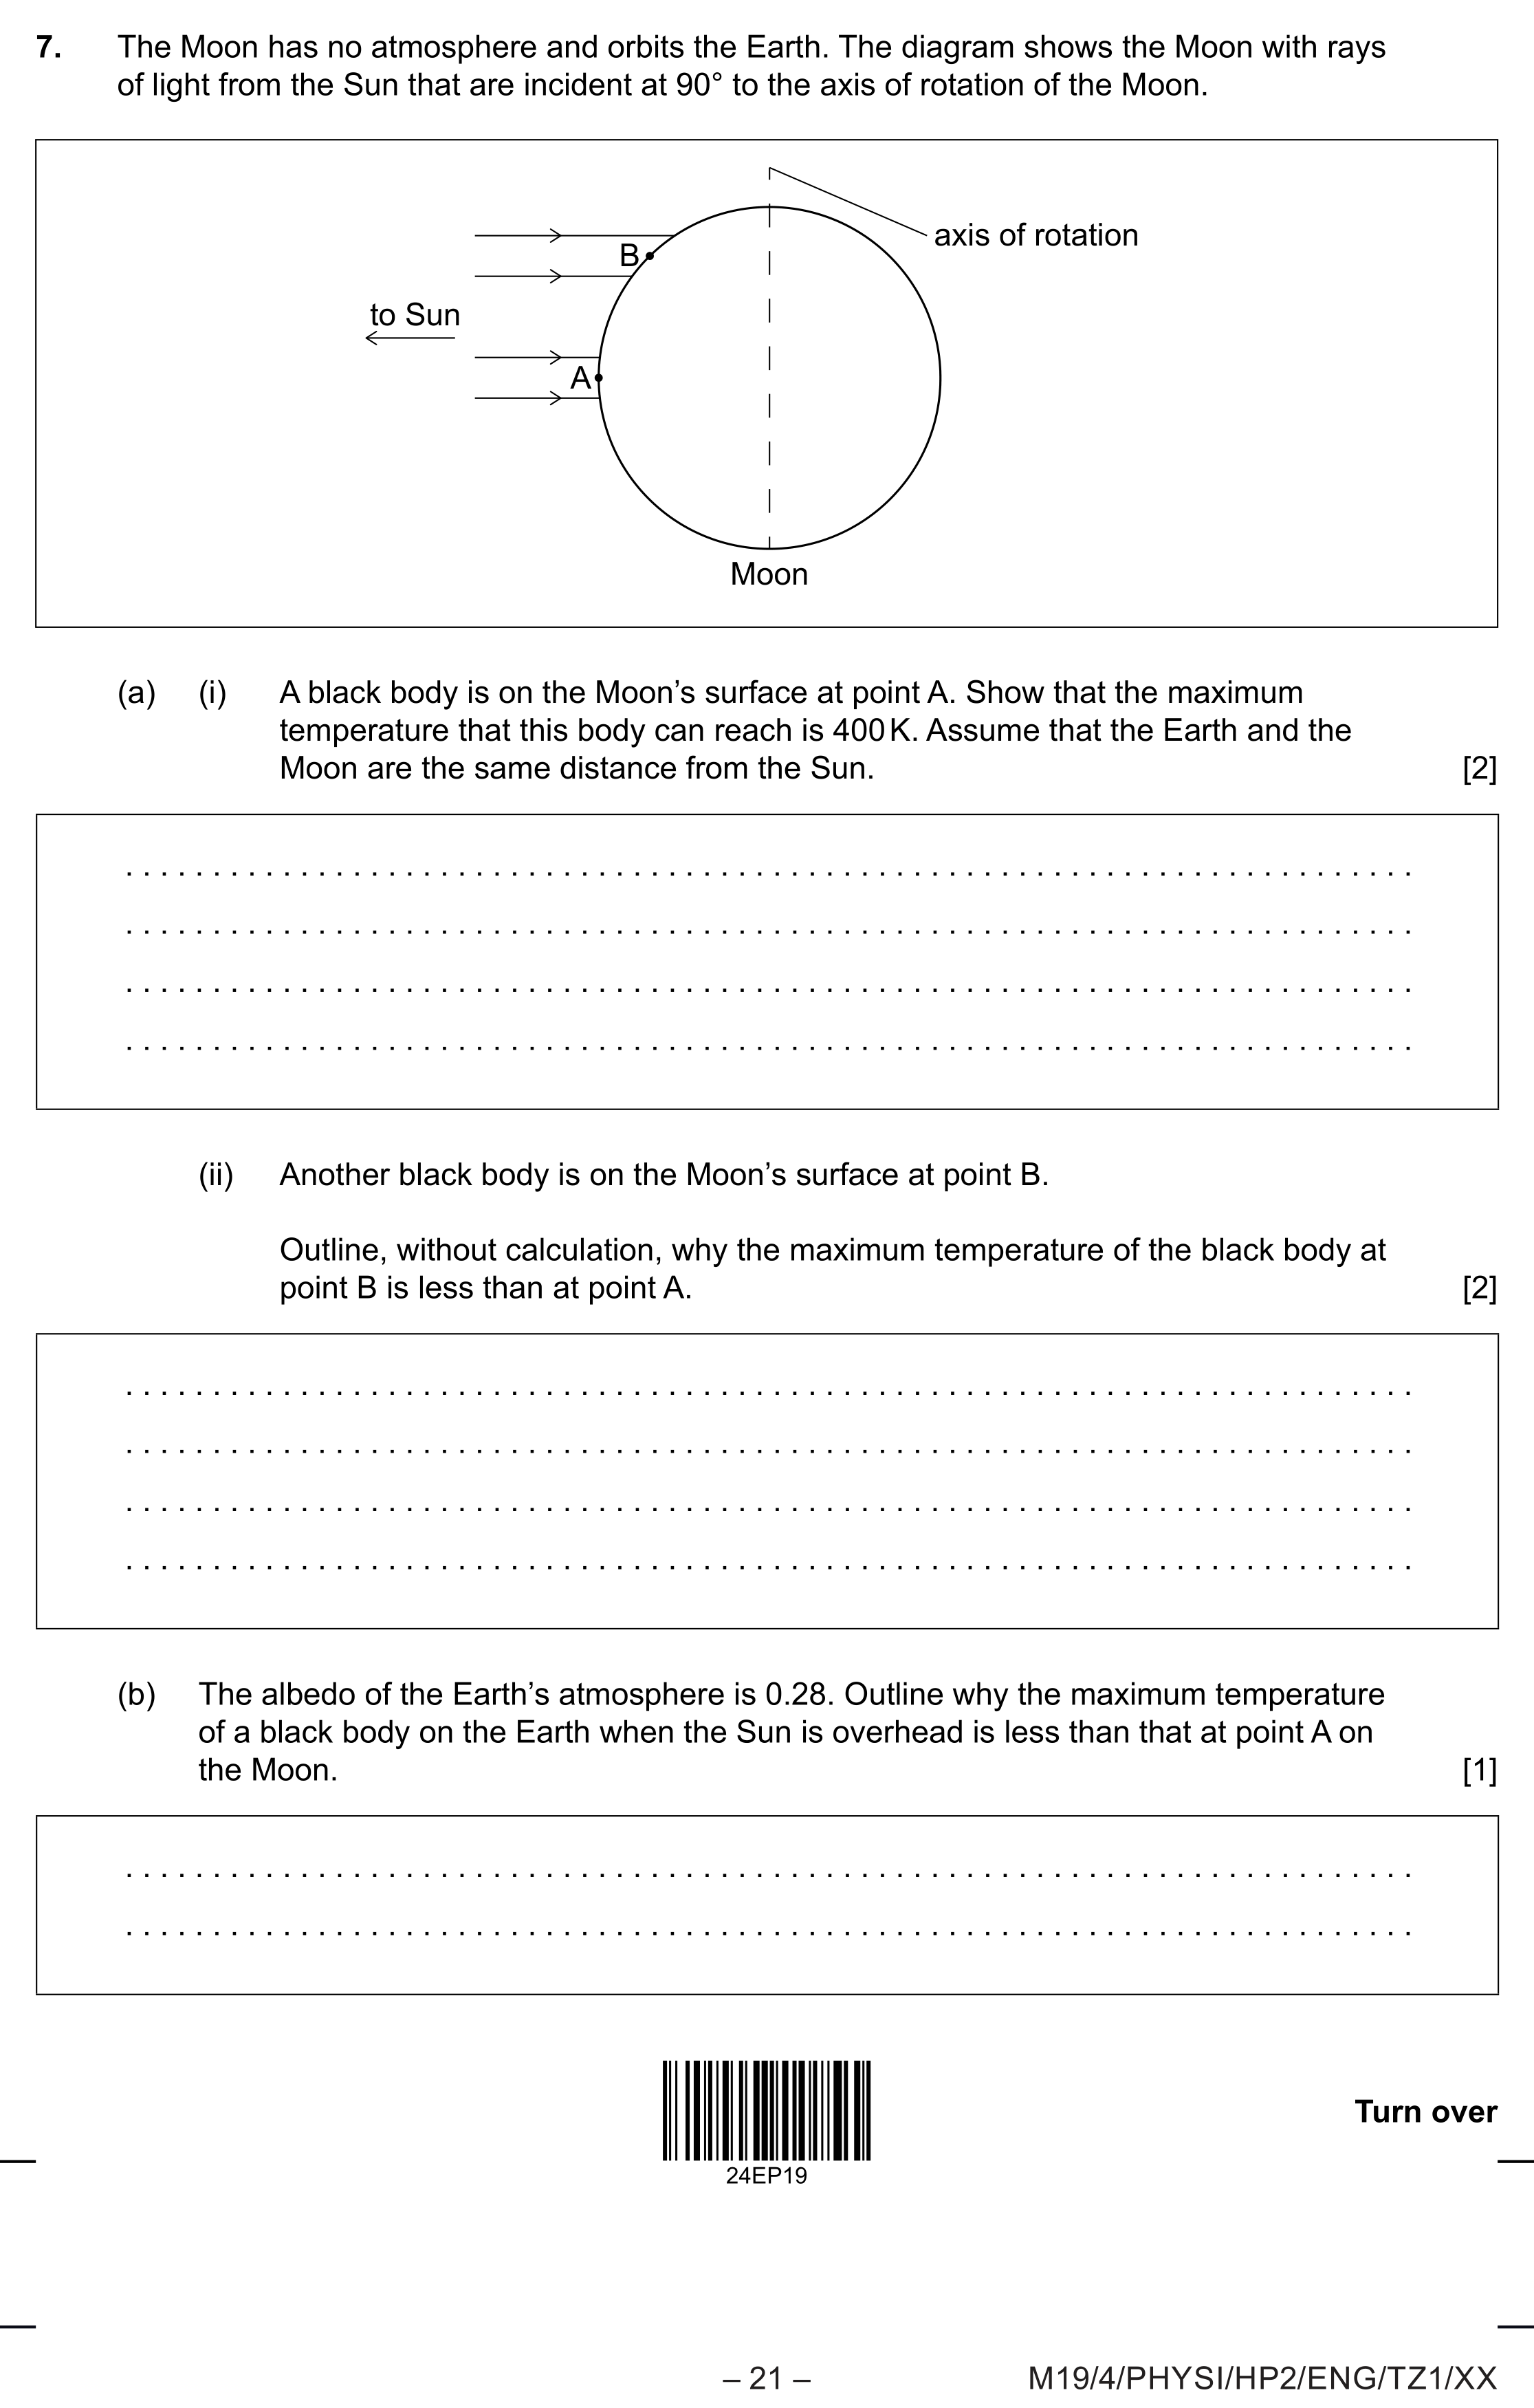 7. The Moon has no atmosphere and orbits the Earth. The diagram shows the Moon with rays
of light from the Sun that are incident at 90° to the axis of rotation of the Moon.
axis of rotation
B
to Sun
A
Moon
(a) (i) A black body is on the Moon’s surface at point A. Show that the maximum
temperature that this body can reach is 400 K. Assume that the Earth and the
Moon are the same distance from the Sun. [2]
(ii) Another black body is on the Moon’s surface at point B.
Outline, without calculation, why the maximum temperature of the black body at
point B is less than at point A. [2]
(b) The albedo of the Earth’s atmosphere is 0.28. Outline why the maximum temperature
of a black body on the Earth when the Sun is overhead is less than that at point A on
the Moon. [1]
24EP19
Turn over
– 21 – M19/4/PHYSI/HP2/ENG/TZ1/XX